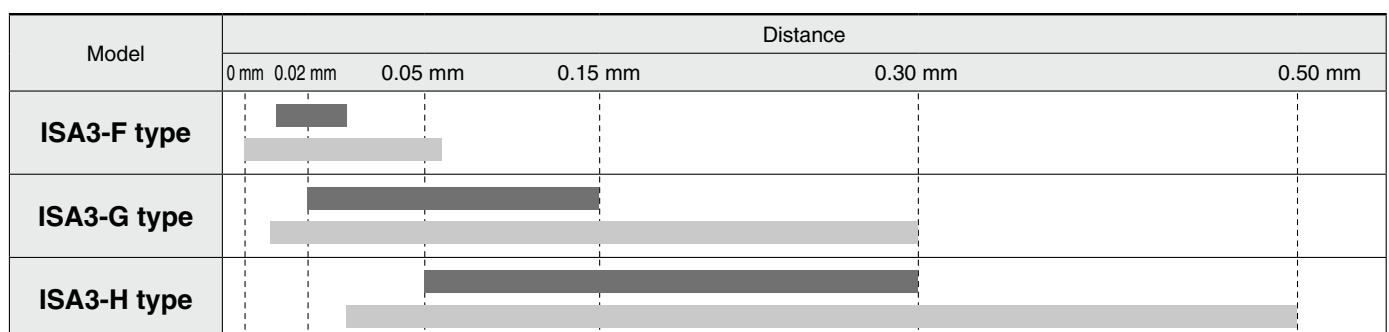 Model
Distance
0 mm 0.02 mm 0.05 mm 0.15 mm 0.30 mm 0.50 mm
ISA3-F type
ISA3-G type
ISA3-H type